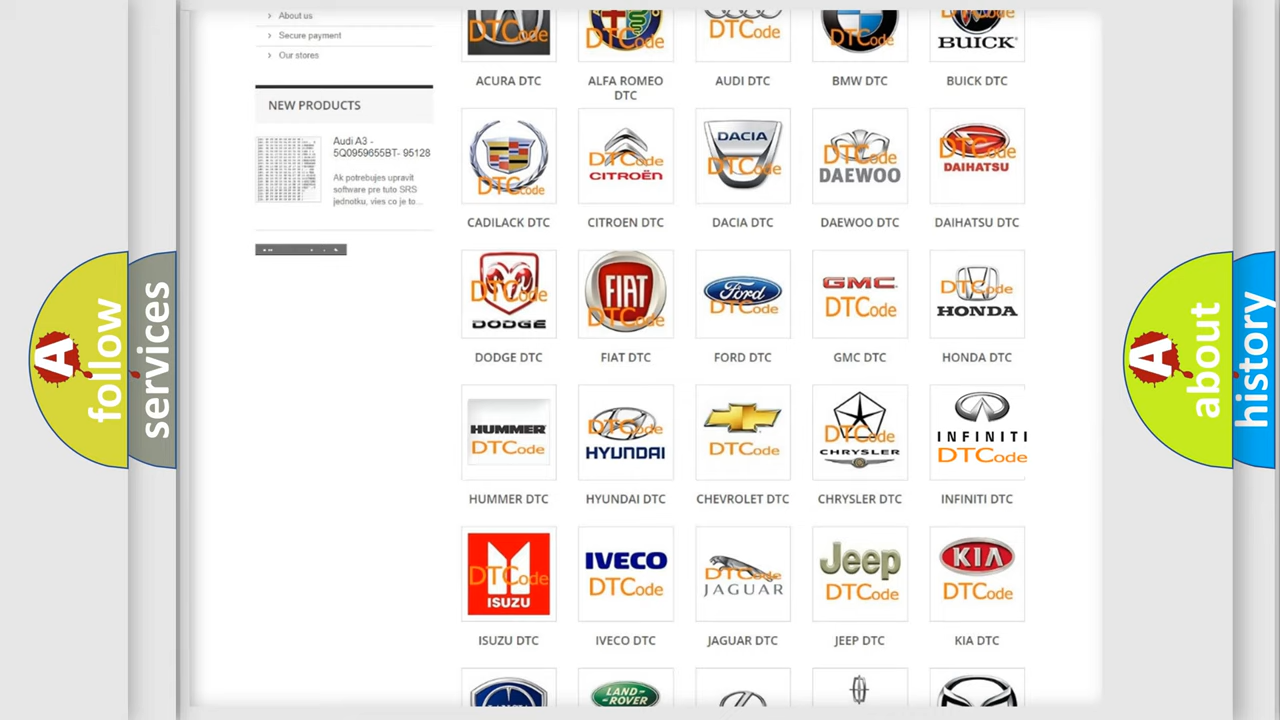 About us
Secure payment
Our stores
NEW PRODUCTS
Audi A3 -
5Q0959655BT- 95128
Ak potrebujes upravit
software pre tuto SRS
jednotku, vies co je to...
DTCode
DTCode
DTCode
DTCode
BUICK
ACURA DTC
ALFA ROMEO
DTC
AUDI DTC
BMW DTC
BUICK DTC
DTCode
DTCode
CITROËN
DACIA
DTCode
DTCode
DAEWOO
DTCode
DAIHATSU
CADILACK DTC
CITROEN DTC
DACIA DTC
DAEWOO DTC
DAIHATSU DTC
DTCode
DODGE
FIAT
DTCode
Ford
DTCode
GMC
DTCode
DTCode
HONDA
DODGE DTC
FIAT DTC
FORD DTC
GMC DTC
HONDA DTC
HUMMER
DTCode
DTCode
HYUNDAI
DTCode
DTCode
CHRYSLER
INFINITI
DTCode
HUMMER DTC
HYUNDAI DTC
CHEVROLET DTC
CHRYSLER DTC
INFINITI DTC
DTCode
ISUZU
IVECO
DTCode
DTCode
JAGUAR
Jeep
DTCode
KIA
DTCode
ISUZU DTC
IVECO DTC
JAGUAR DTC
JEEP DTC
KIA DTC
LAND-
ROVER
A follow
services
A about
history